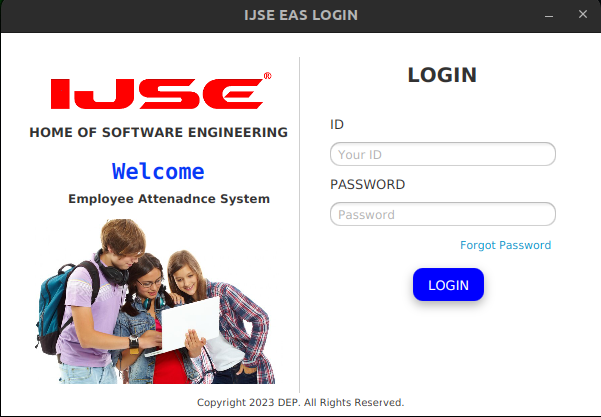 IJSE EAS LOGIN
IJSE®
HOME OF SOFTWARE ENGINEERING
Welcome
Employee Attenadnce System
LOGIN
ID
Your ID
PASSWORD
Password
Forgot Password
LOGIN
Copyright 2023 DEP. All Rights Reserved.